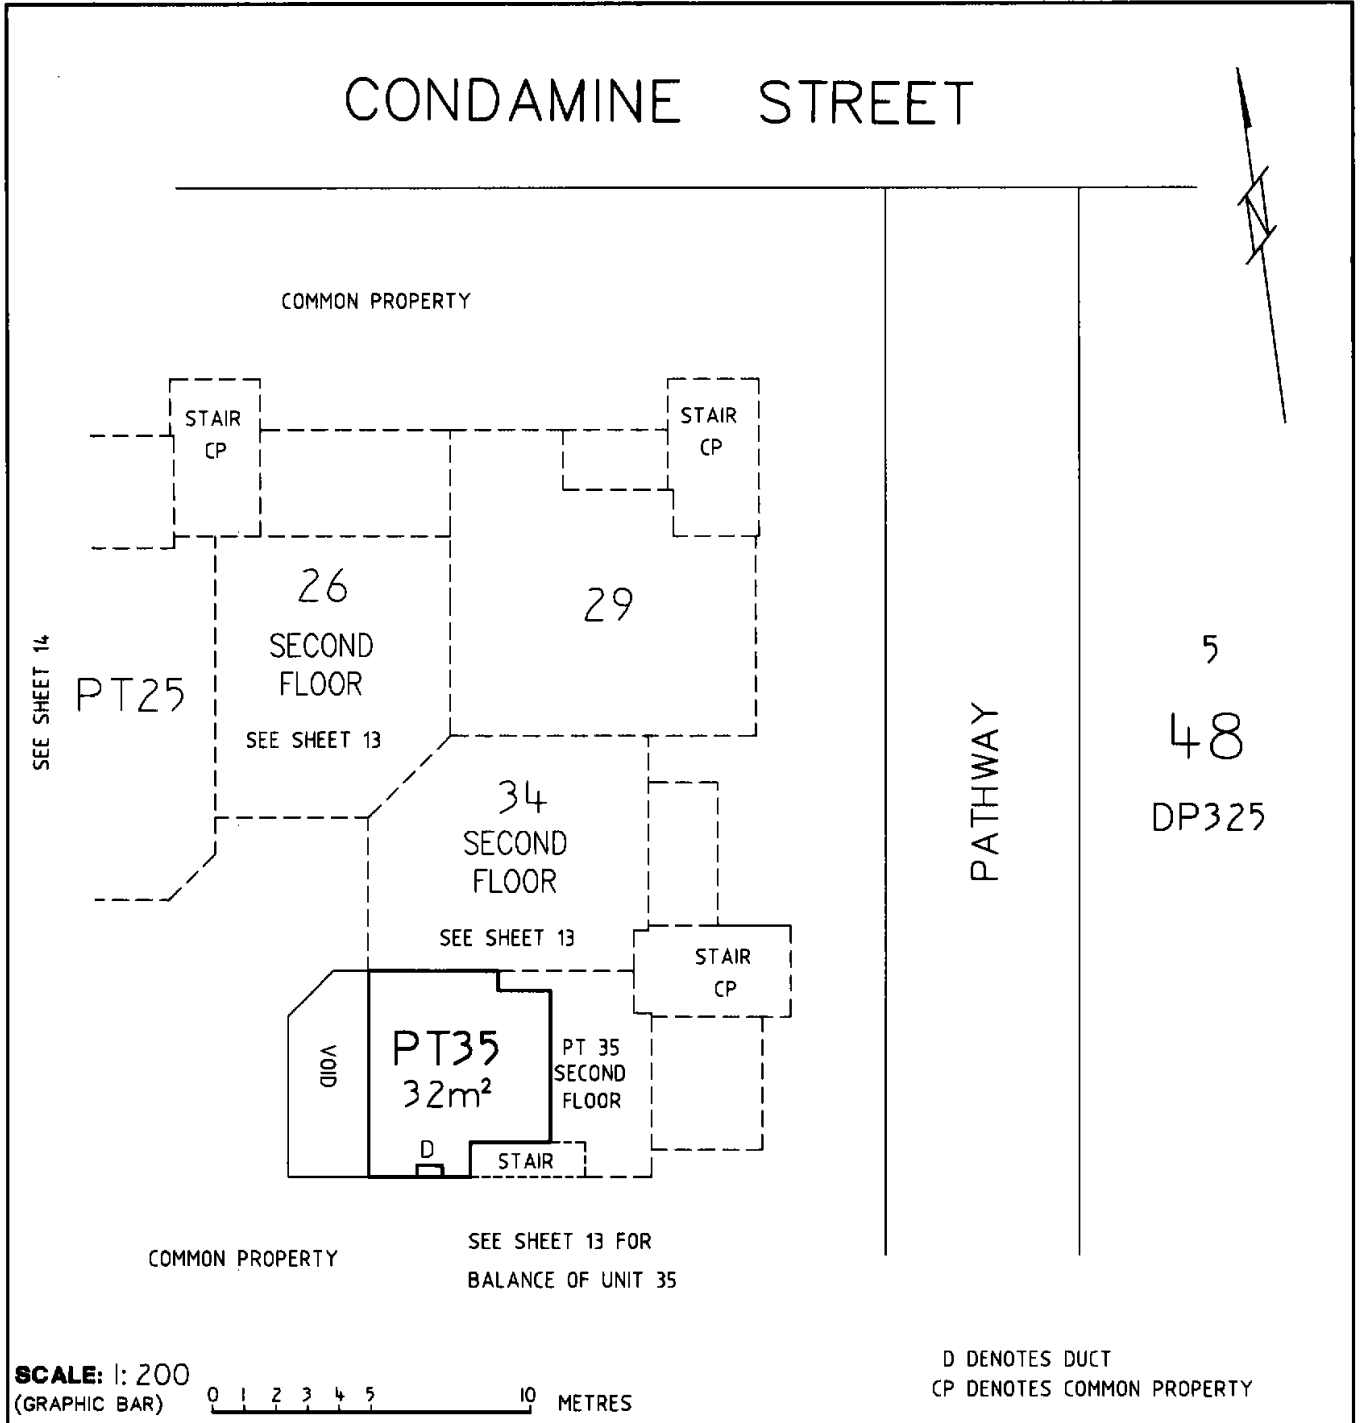 CONDAMINE STREET
COMMON PROPERTY
STAIR
CP
STAIR
CP
26
SECOND
FLOOR
SEE SHEET 13
29
SEE SHEET 14
PT25
34
SECOND
FLOOR
SEE SHEET 13
STAIR
CP
PATHWAY
5
48
DP325
VOID
PT35
32m²
D
PT 35
SECOND
FLOOR
STAIR
COMMON PROPERTY
SEE SHEET 13 FOR
BALANCE OF UNIT 35
SCALE: 1:200
(GRAPHIC BAR)
0 1 2 3 4 5 10 METRES
D DENOTES DUCT
CP DENOTES COMMON PROPERTY
N